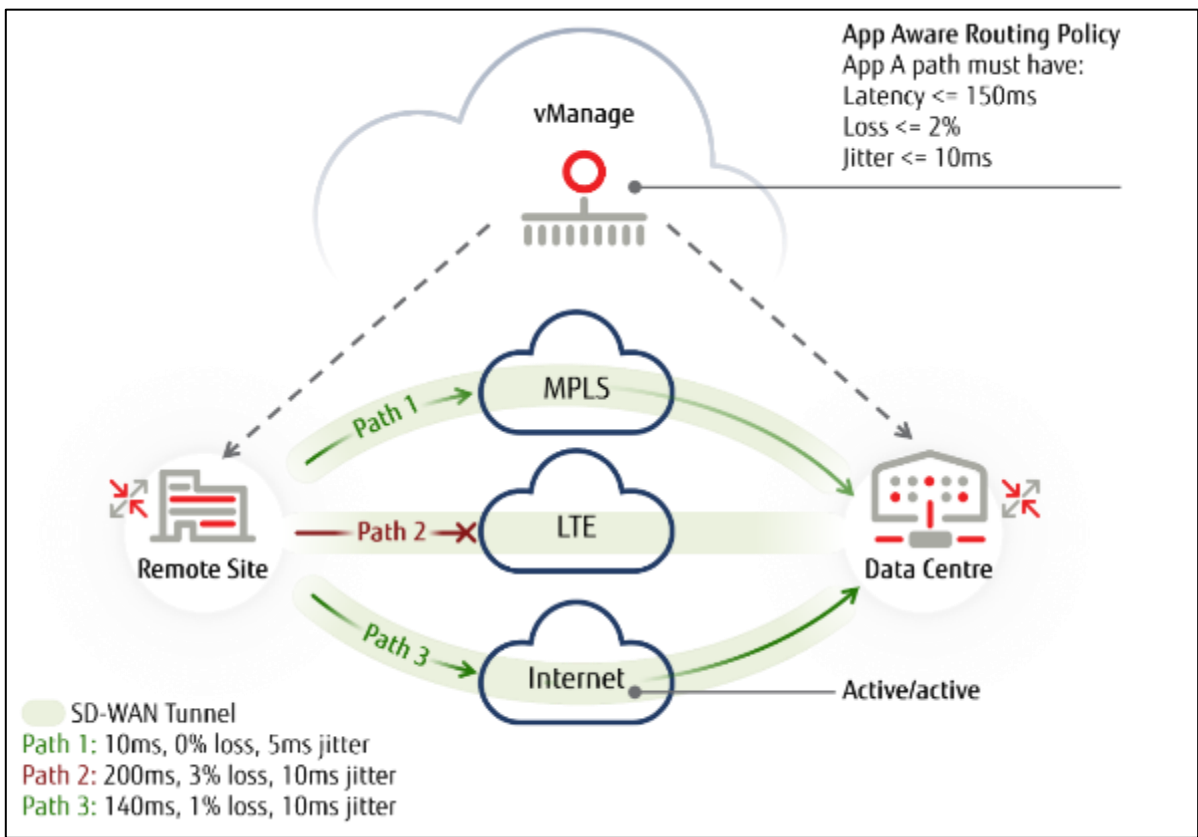 App Aware Routing Policy
App A path must have:
Latency <= 150ms
Loss <= 2%
Jitter <= 10ms
vManage
Path 1
MPLS
Path 2
LTE
Remote Site
Data Centre
Path 3
Internet
Active/active
SD-WAN Tunnel
Path 1: 10ms, 0% loss, 5ms jitter
Path 2: 200ms, 3% loss, 10ms jitter
Path 3: 140ms, 1% loss, 10ms jitter